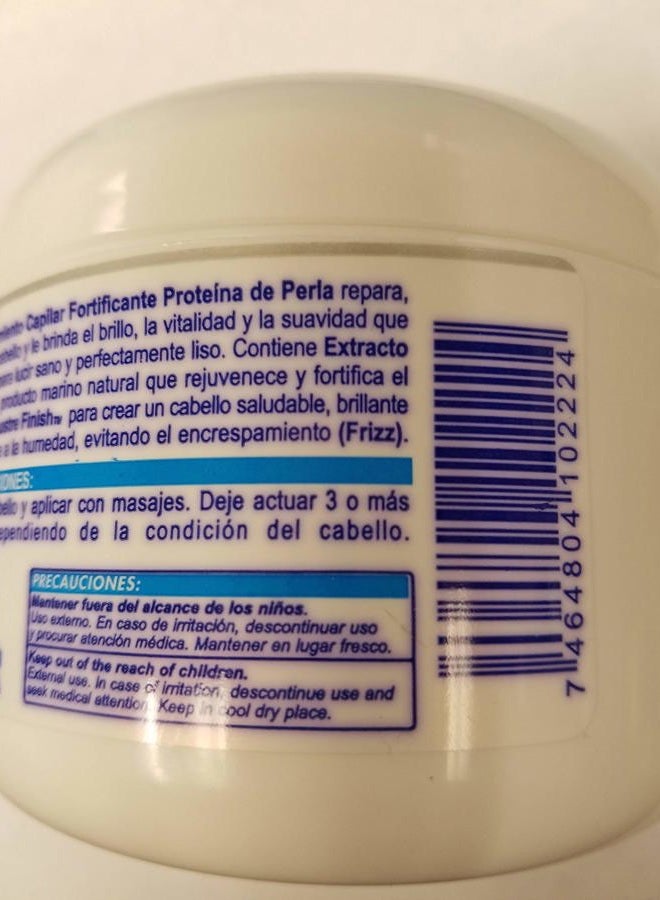 Capilar Fortificante Proteína de Perla repara,
y le brinda el brillo, la vitalidad y la suavidad que
lucir sano y perfectamente liso. Contiene Extracto
producto marino natural que rejuvenece y fortifica el
Finish™ para crear un cabello saludable, brillante
a la humedad, evitando el encrespamiento (Frizz).
IONES:
y aplicar con masajes. Deje actuar 3 o más
ependiendo de la condición del cabello.
PRECAUCIONES:
Mantener fuera del alcance de los niños.
Uso externo. En caso de irritación, descontinuar uso
y procurar atención médica. Mantener en lugar fresco.
Keep out of the reach of children.
External use. In case of irritation, descontinue use and
seek medical attention. Keep in cool dry place.
7 464804 102224